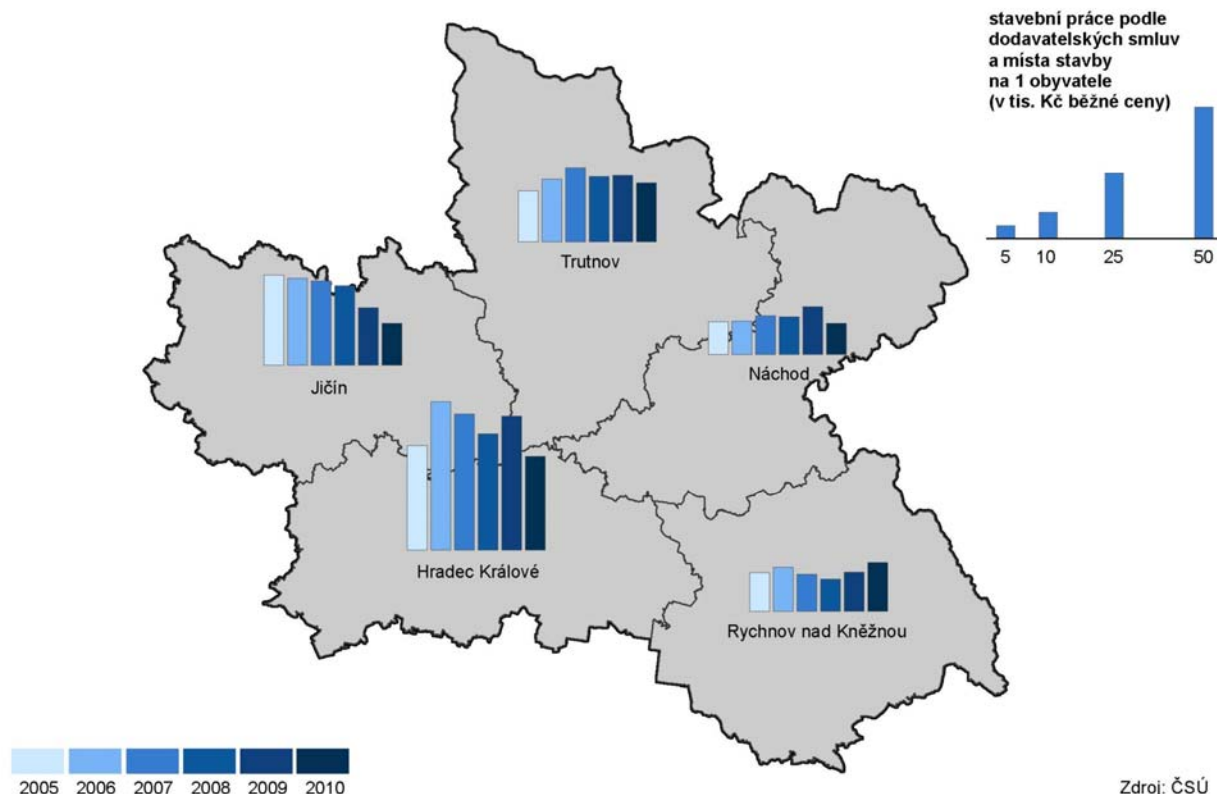 stavební práce podle
dodavatelských smluv
a místa stavby
na 1 obyvatele
(v tis. Kč běžné ceny)
5 10 25 50
Trutnov
Náchod
Jičín
Hradec Králové
Rychnov nad Kněžnou
2005 2006 2007 2008 2009 2010
Zdroj: ČSÚ